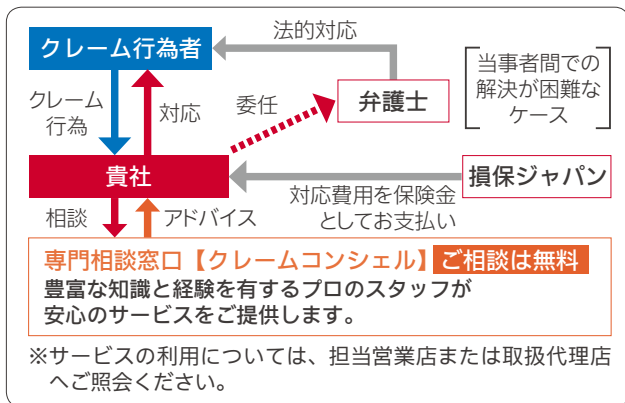 法的対応
クレーム行為者
当事者間での
解決が困難な
ケース
クレーム
行為
対応
委任
弁護士
貴社
損保ジャパン
対応費用を保険金
としてお支払い
相談
アドバイス
専門相談窓口【クレームコンシェル】ご相談は無料
豊富な知識と経験を有するプロのスタッフが
安心のサービスをご提供します。
※サービスの利用については、担当営業店または取扱代理店
へご照会ください。